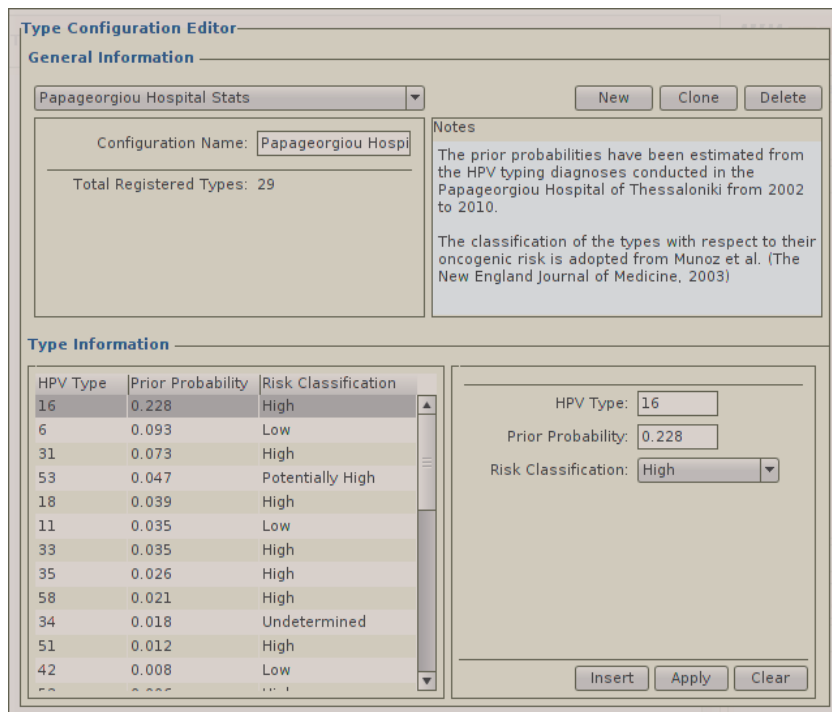 Type Configuration Editor
General Information
Papageorgiou Hospital Stats
New Clone Delete
Configuration Name: Papageorgiou Hospi
Total Registered Types: 29
Notes
The prior probabilities have been estimated from
the HPV typing diagnoses conducted in the
Papageorgiou Hospital of Thessaloniki from 2002
to 2010.
The classification of the types with respect to their
oncogenic risk is adopted from Munoz et al. (The
New England Journal of Medicine, 2003)
Type Information
HPV Type Prior Probability Risk Classification
16 0.228 High
6 0.093 Low
31 0.073 High
53 0.047 Potentially High
18 0.039 High
11 0.035 Low
33 0.035 High
35 0.026 High
58 0.021 High
34 0.018 Undetermined
51 0.012 High
42 0.008 Low
HPV Type: 16
Prior Probability: 0.228
Risk Classification: High
Insert Apply Clear